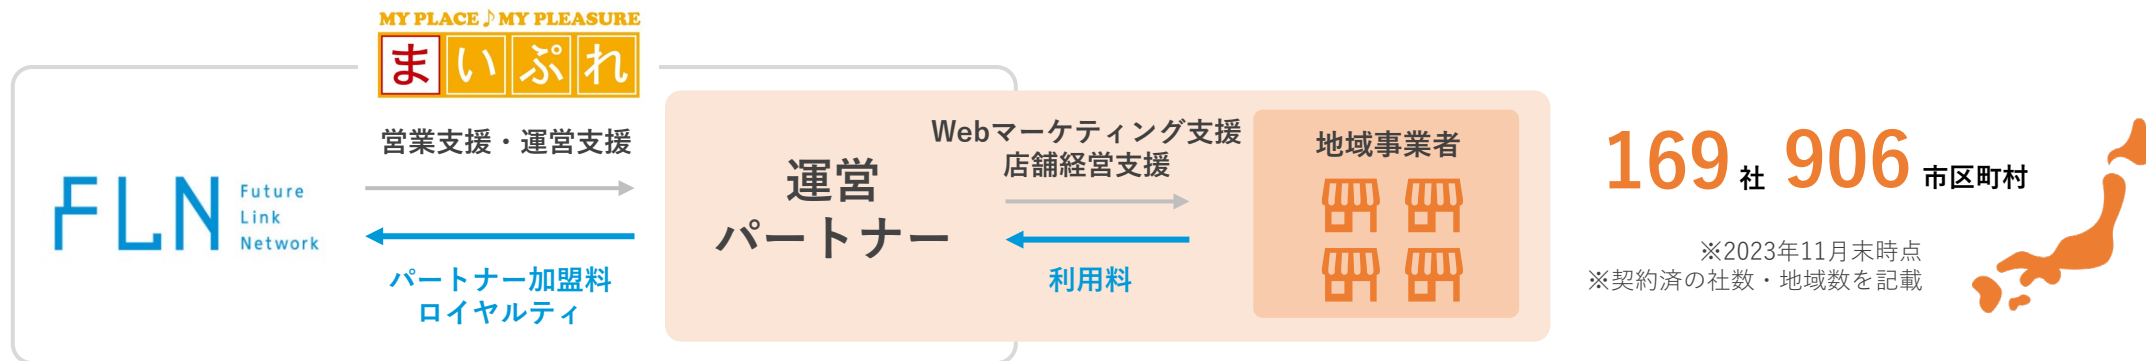 MY PLACE♪MY PLEASURE
まいぷれ
営業支援・運営支援
FLN
Future
Link
Network
パートナー加盟料
ロイヤルティ
運営
パートナー
Webマーケティング支援
店舗経営支援
利用料
地域事業者
169社 906市区町村
※2023年11月末時点
※契約済の社数・地域数を記載